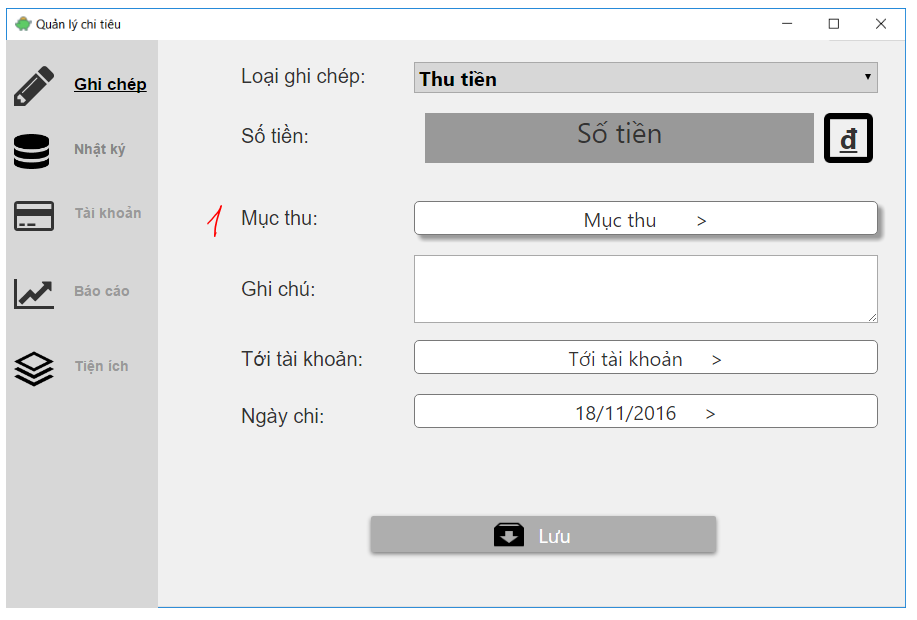 Quản lý chi tiêu
Ghi chép
Nhật ký
Tài khoản
Báo cáo
Tiện ích
Loại ghi chép:
Thu tiền
Số tiền:
Số tiền
đ
1
Mục thu:
Mục thu >
Ghi chú:
Tới tài khoản:
Tới tài khoản >
Ngày chi:
18/11/2016 >
Lưu